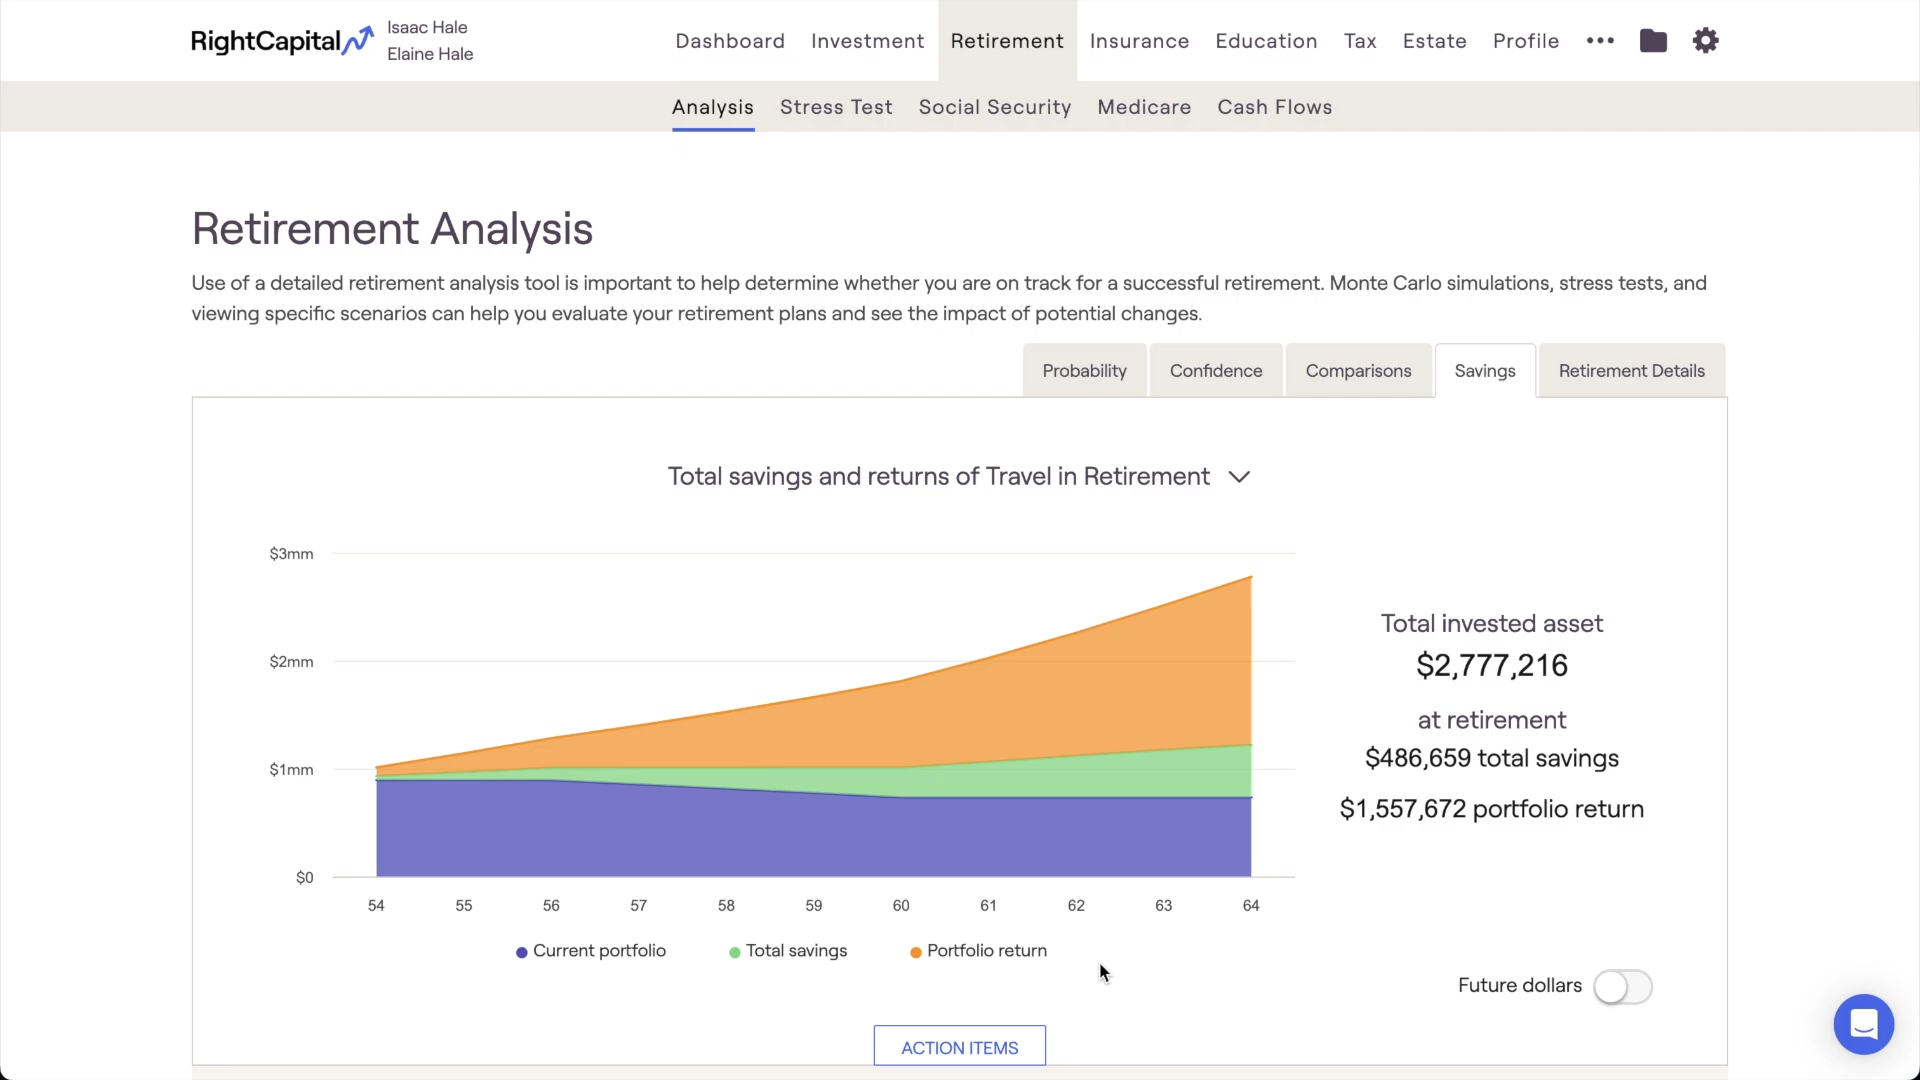 RightCapital
Isaac Hale
Elaine Hale
Dashboard Investment Retirement Insurance Education Tax Estate Profile
Analysis Stress Test Social Security Medicare Cash Flows
Retirement Analysis
Use of a detailed retirement analysis tool is important to help determine whether you are on track for a successful retirement. Monte Carlo simulations, stress tests, and
viewing specific scenarios can help you evaluate your retirement plans and see the impact of potential changes.
Probability Confidence Comparisons Savings Retirement Details
Total savings and returns of Travel in Retirement
$3mm
$2mm
$1mm
$0
54 55 56 57 58 59 60 61 62 63 64
Current portfolio Total savings Portfolio return
Total invested asset
$2,777,216
at retirement
$486,659 total savings
$1,557,672 portfolio return
Future dollars
ACTION ITEMS